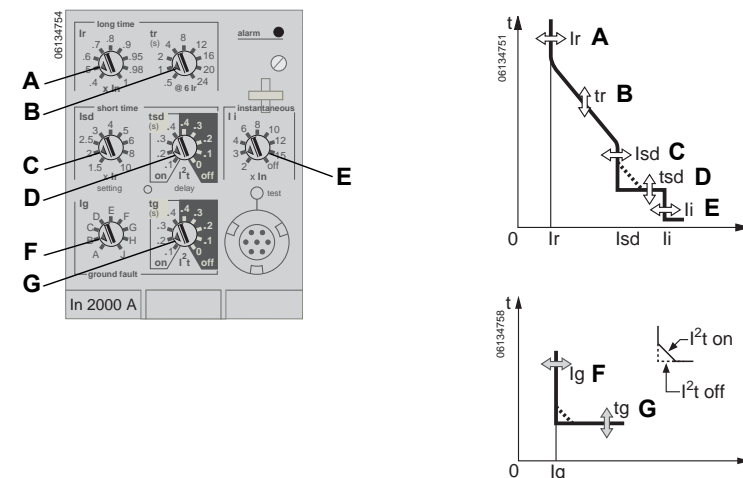 06134754
long time
Ir
.4 .5 .6 .7 .8 .9 .95 .98 1
x In
tr
(s)
.5 1 2 4 8 12 16 20 24
@ 6 Ir
alarm
A
B
short time
Isd
1.5 2 2.5 3 4 5 6 8 10
x Ir
setting
tsd
(s)
.1 .2 .3 .4 .4 .3 .2 .1 0
on I2t off
delay
instantaneous
Ii
2 3 4 6 8 10 12 15 off
x In
test
C
D
E
Ig
A B C D E F G H J
tg
(s)
.1 .2 .3 .4 .4 .3 .2 .1 0
on I2t off
ground fault
F
G
In 2000 A
06134751
t
Ir A
tr B
Isd C
tsd D
Ii E
0 Ir Isd Ii
06134758
t
Ig F
tg G
I2t on
I2t off
0 Ig